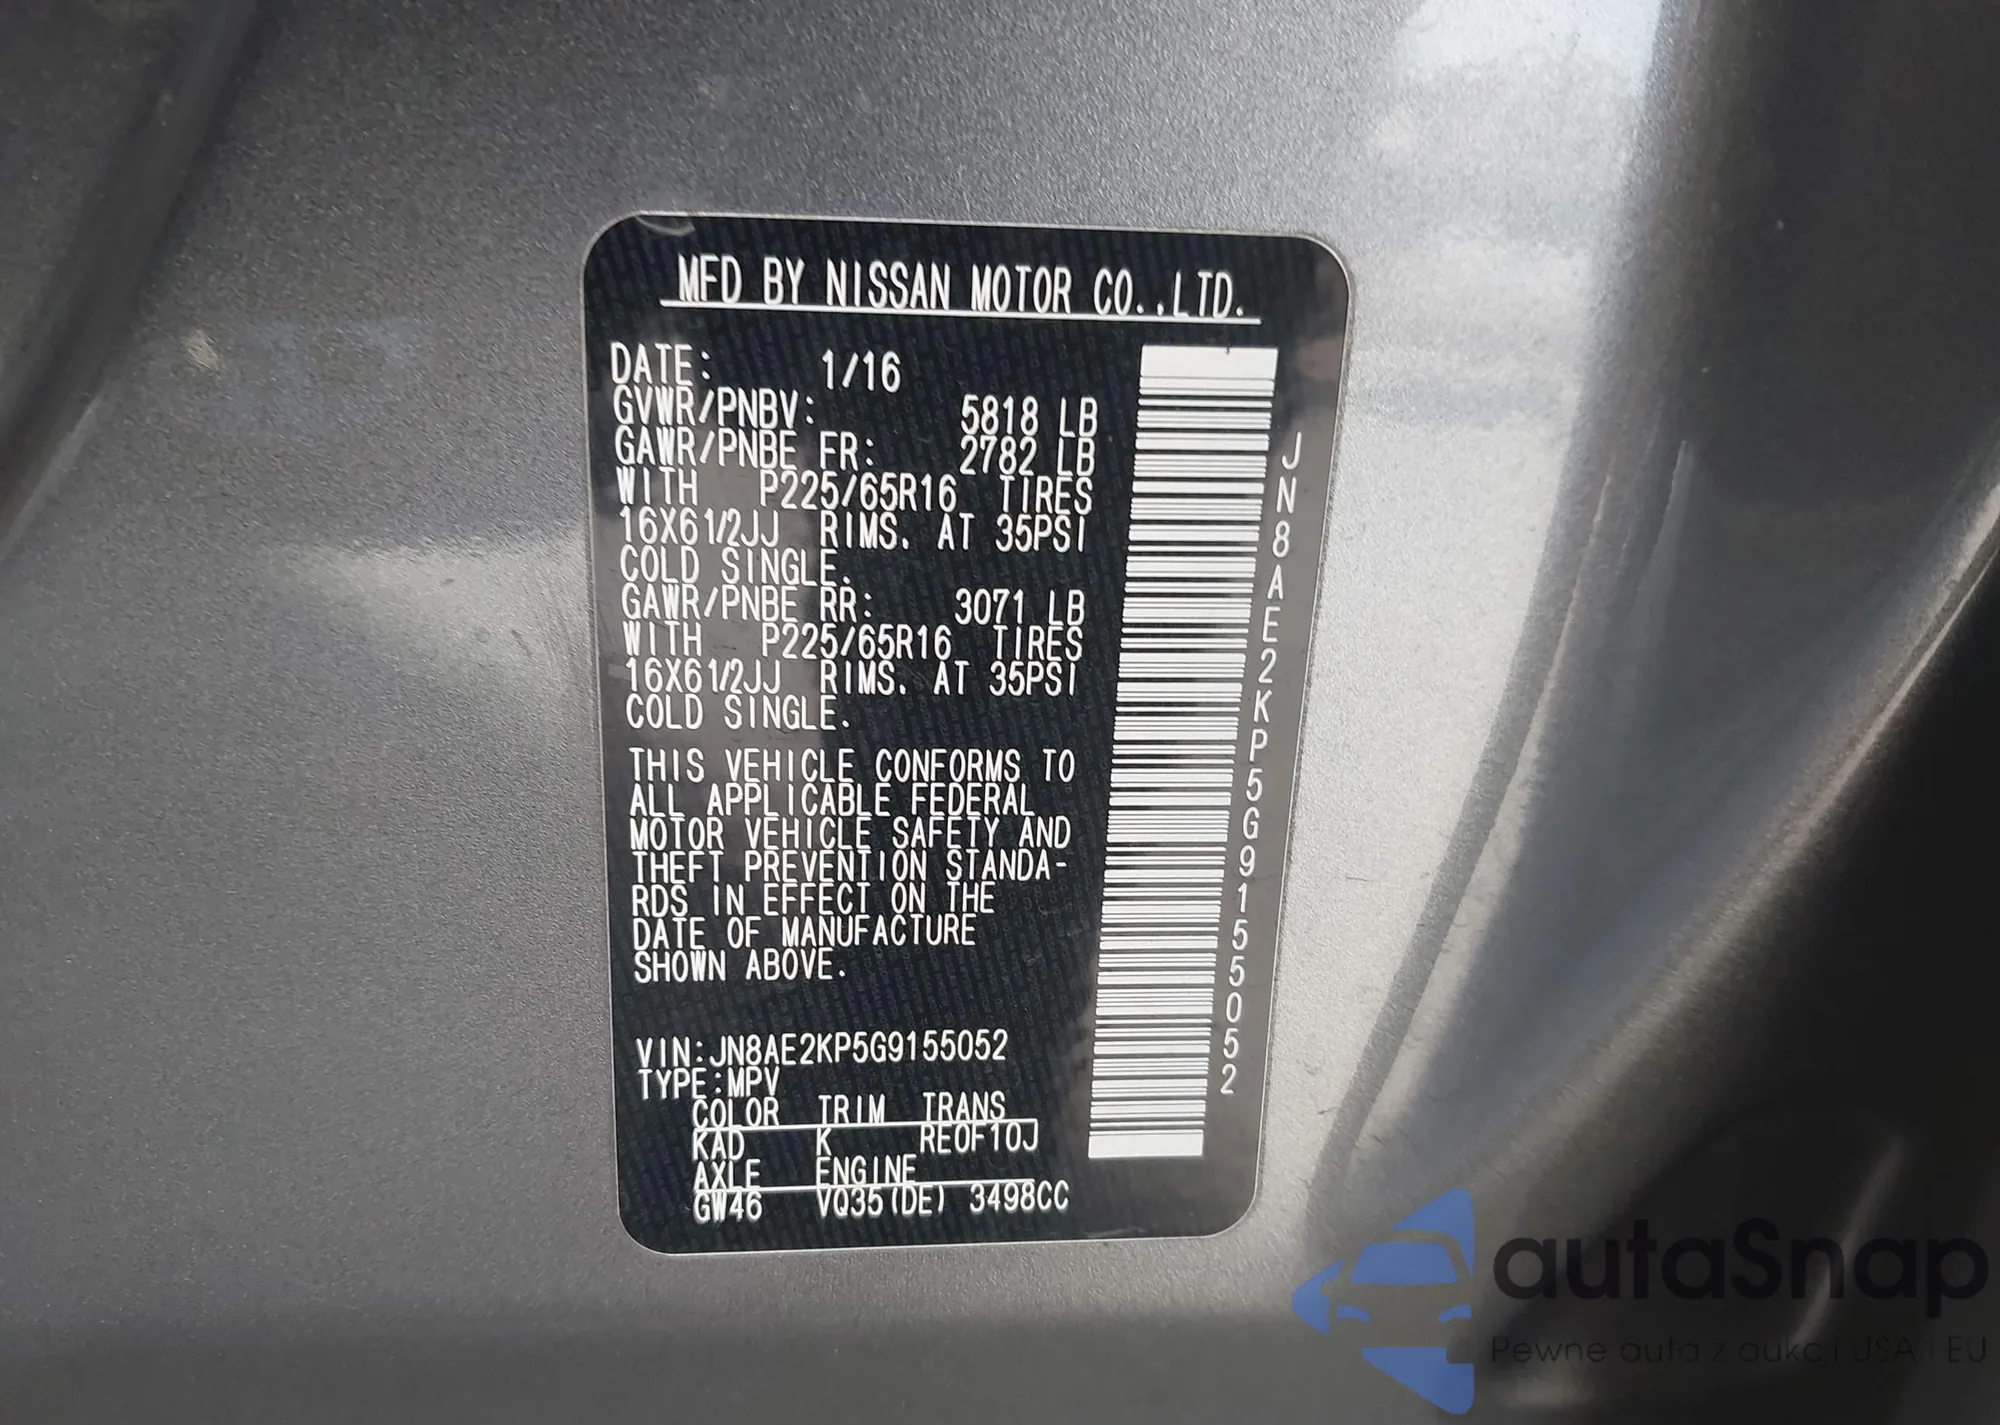 MFD BY NISSAN MOTOR CO.,LTD.
DATE: 1/16
GVWR/PNBV: 5818 LB
GAWR/PNBE FR: 2782 LB
WITH P225/65R16 TIRES
16X61/2JJ RIMS. AT 35PSI
COLD SINGLE.
GAWR/PNBE RR: 3071 LB
WITH P225/65R16 TIRES
16X61/2JJ RIMS. AT 35PSI
COLD SINGLE.
THIS VEHICLE CONFORMS TO
ALL APPLICABLE FEDERAL
MOTOR VEHICLE SAFETY AND
THEFT PREVENTION STANDA-
RDS IN EFFECT ON THE
DATE OF MANUFACTURE
SHOWN ABOVE.
VIN:JN8AE2KP5G9155052
TYPE:MPV
COLOR TRIM TRANS
KAD K RE0F10J
AXLE ENGINE
GW46 VQ35(DE) 3498CC
JN8AE2KP5G9155052
autaSnap
Pewne auta z aukcji USA i EU